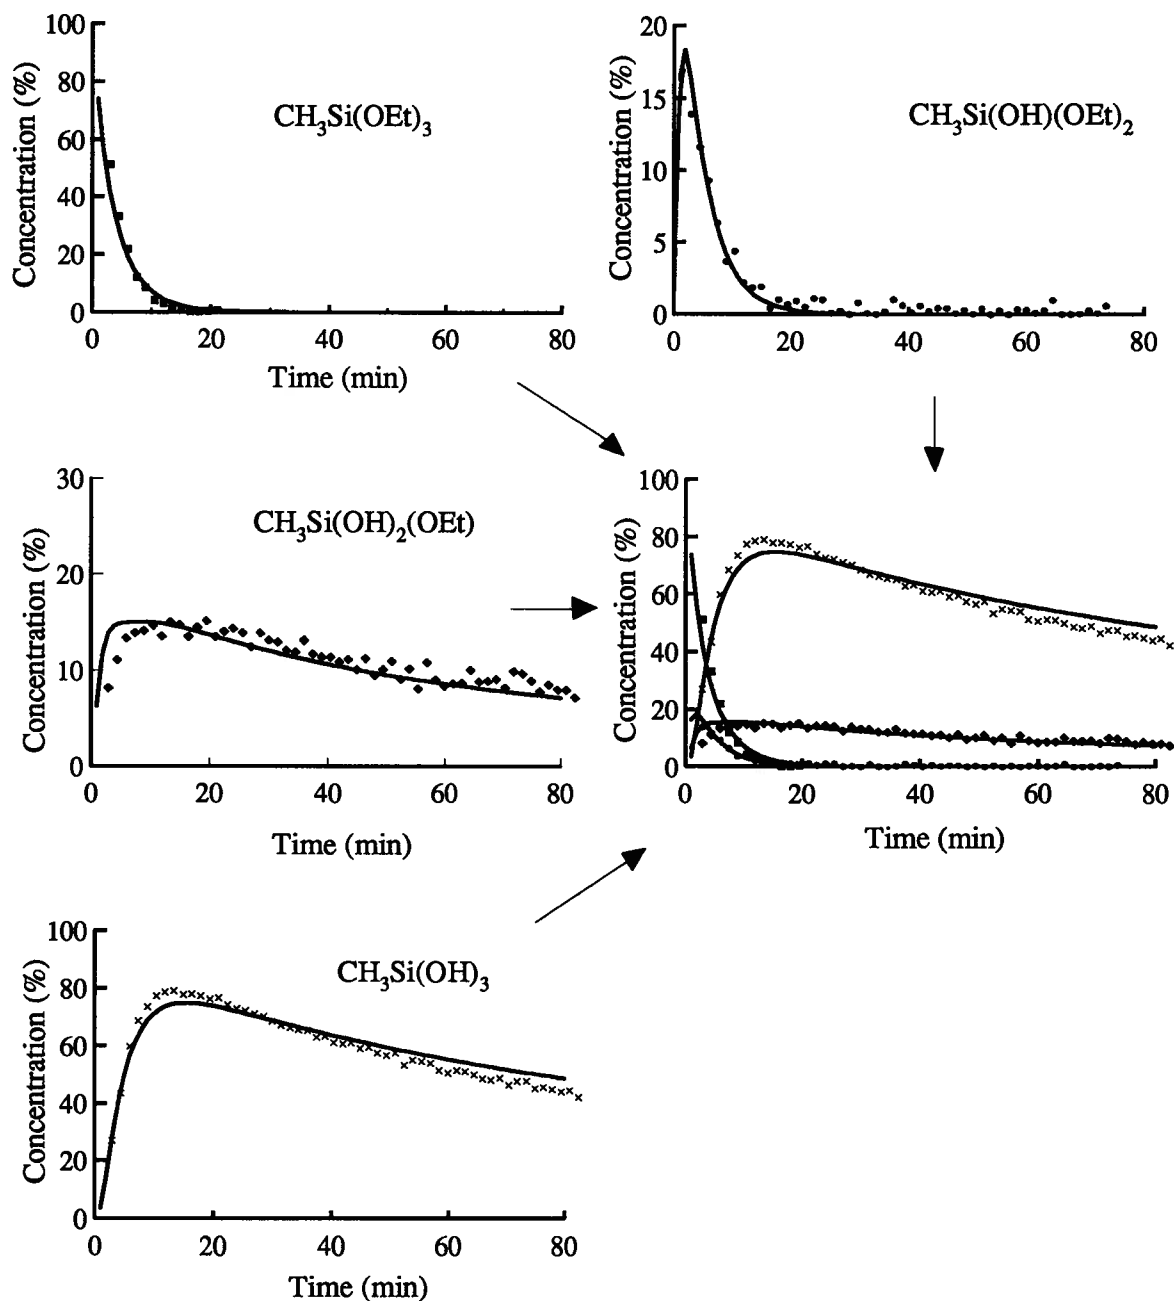 100
80
60
40
20
0
Concentration (%)
CH₃Si(OEt)₃
0 20 40 60 80
Time (min)
20
15
10
5
0
Concentration (%)
CH₃Si(OH)(OEt)₂
0 20 40 60 80
30
20
10
0
Concentration (%)
CH₃Si(OH)₂(OEt)
0 20 40 60 80
Time (min)
100
80
60
40
20
0
Concentration (%)
0 20 40 60 80
Time (min)
100
80
60
40
20
0
Concentration (%)
CH₃Si(OH)₃
0 20 40 60 80
Time (min)